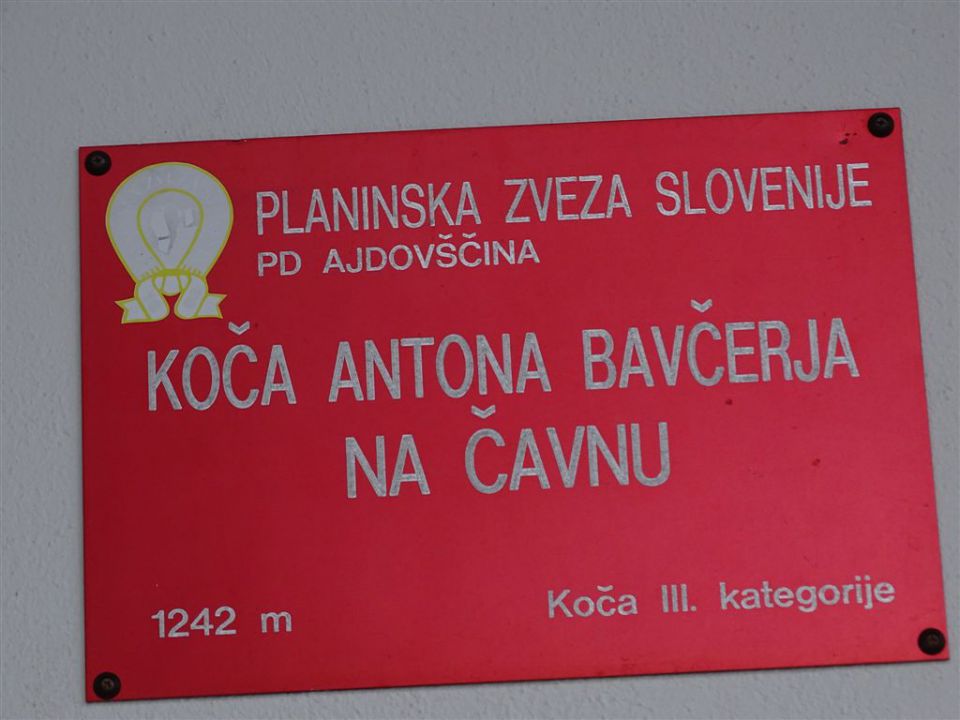 PLANINSKA ZVEZA SLOVENIJE
PD AJDOVŠČINA
KOČA ANTONA BAVČERJA
NA ČAVNU
1242 m
Koča III. kategorije